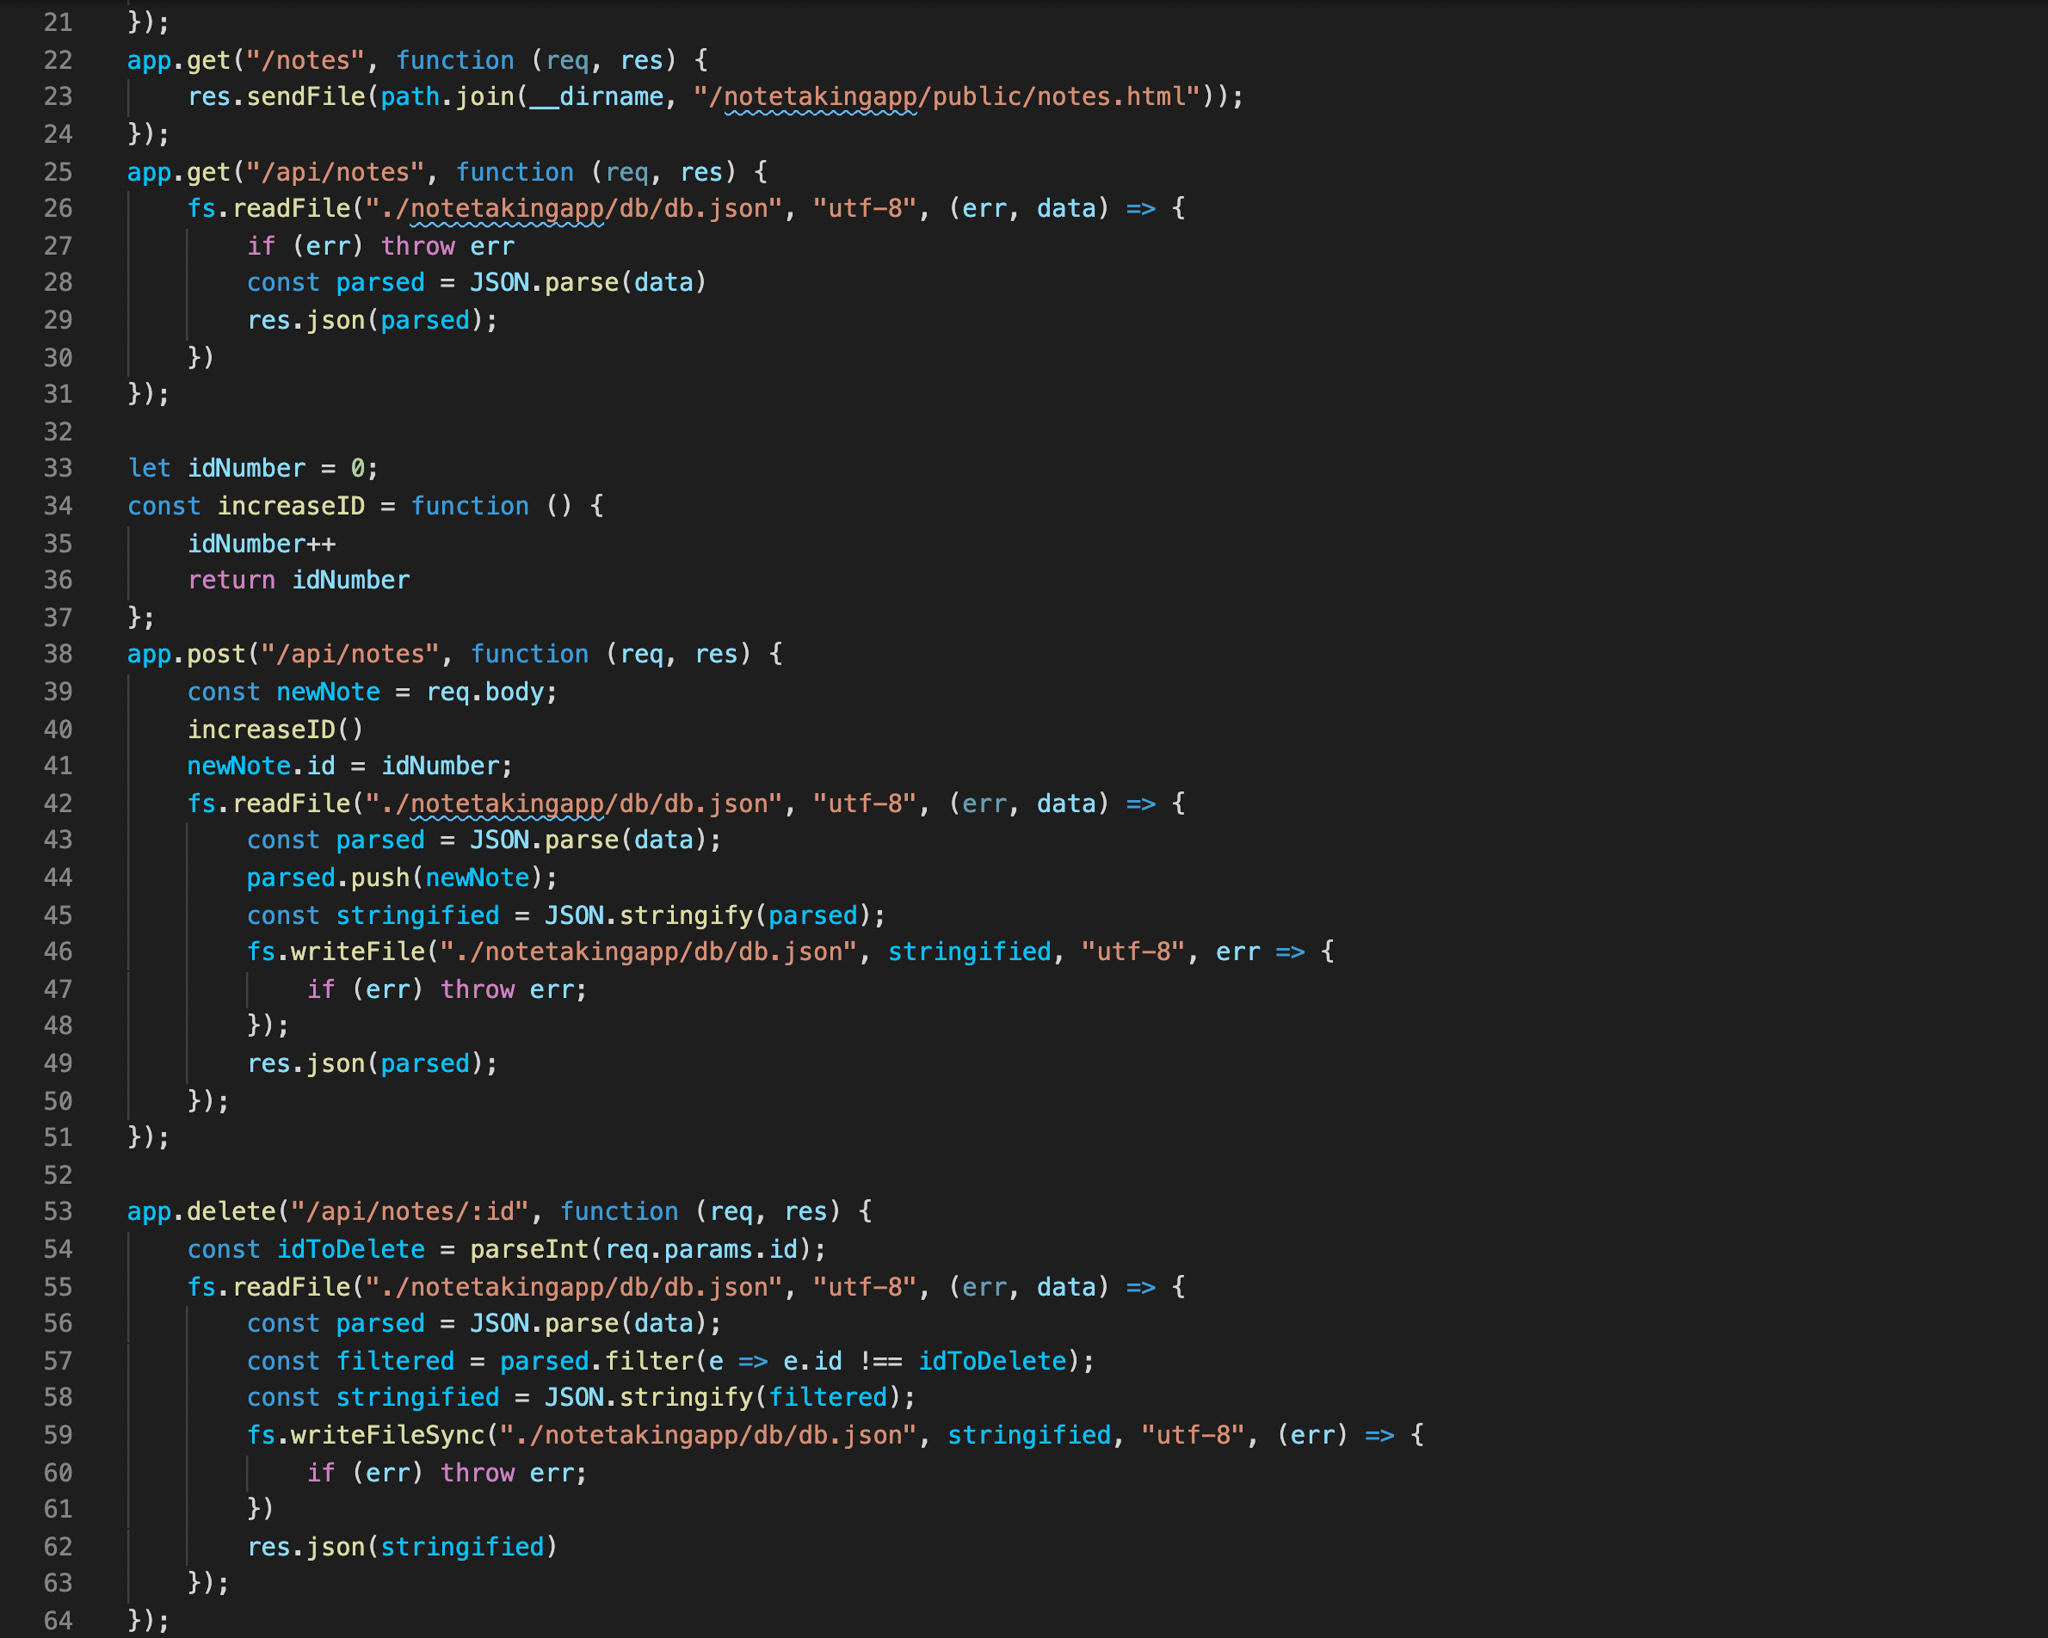 21 });
22 app.get("/notes", function (req, res) {
23     res.sendFile(path.join(__dirname, "/notetakingapp/public/notes.html"));
24 });
25 app.get("/api/notes", function (req, res) {
26     fs.readFile("./notetakingapp/db/db.json", "utf-8", (err, data) => {
27         if (err) throw err
28         const parsed = JSON.parse(data)
29         res.json(parsed);
30     })
31 });
32
33 let idNumber = 0;
34 const increaseID = function () {
35     idNumber++
36     return idNumber
37 };
38 app.post("/api/notes", function (req, res) {
39     const newNote = req.body;
40     increaseID()
41     newNote.id = idNumber;
42     fs.readFile("./notetakingapp/db/db.json", "utf-8", (err, data) => {
43         const parsed = JSON.parse(data);
44         parsed.push(newNote);
45         const stringified = JSON.stringify(parsed);
46         fs.writeFile("./notetakingapp/db/db.json", stringified, "utf-8", err => {
47             if (err) throw err;
48         });
49         res.json(parsed);
50     });
51 });
52
53 app.delete("/api/notes/:id", function (req, res) {
54     const idToDelete = parseInt(req.params.id);
55     fs.readFile("./notetakingapp/db/db.json", "utf-8", (err, data) => {
56         const parsed = JSON.parse(data);
57         const filtered = parsed.filter(e => e.id !== idToDelete);
58         const stringified = JSON.stringify(filtered);
59         fs.writeFileSync("./notetakingapp/db/db.json", stringified, "utf-8", (err) => {
60             if (err) throw err;
61         })
62         res.json(stringified)
63     });
64 });